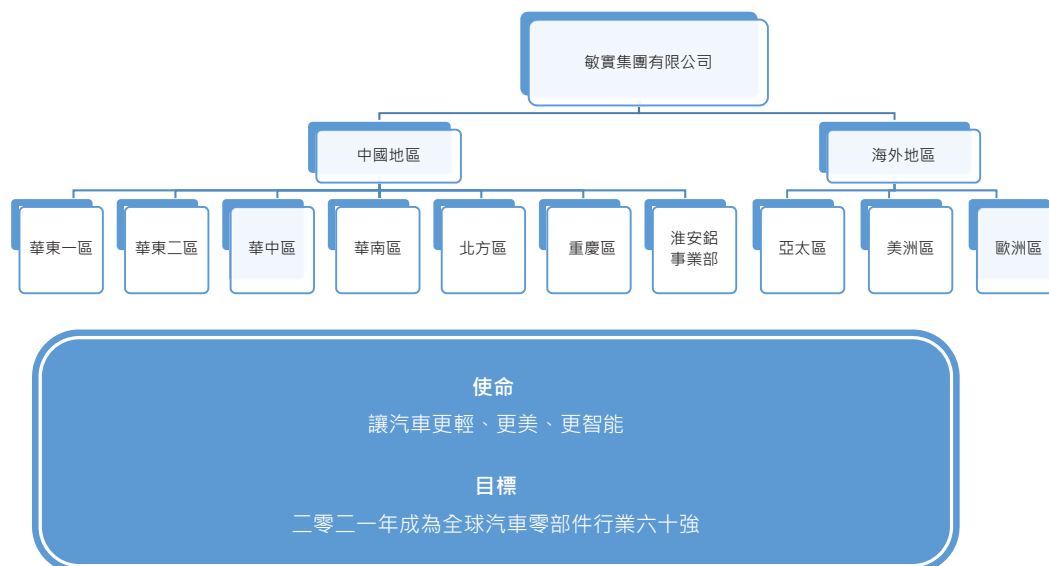 敏實集團有限公司
中國地區
海外地區
華東一區
華東二區
華中區
華南區
北方區
重慶區
淮安鋁
事業部
亞太區
美洲區
歐洲區
使命
讓汽車更輕、更美、更智能
目標
二零二一年成為全球汽車零部件行業六十強